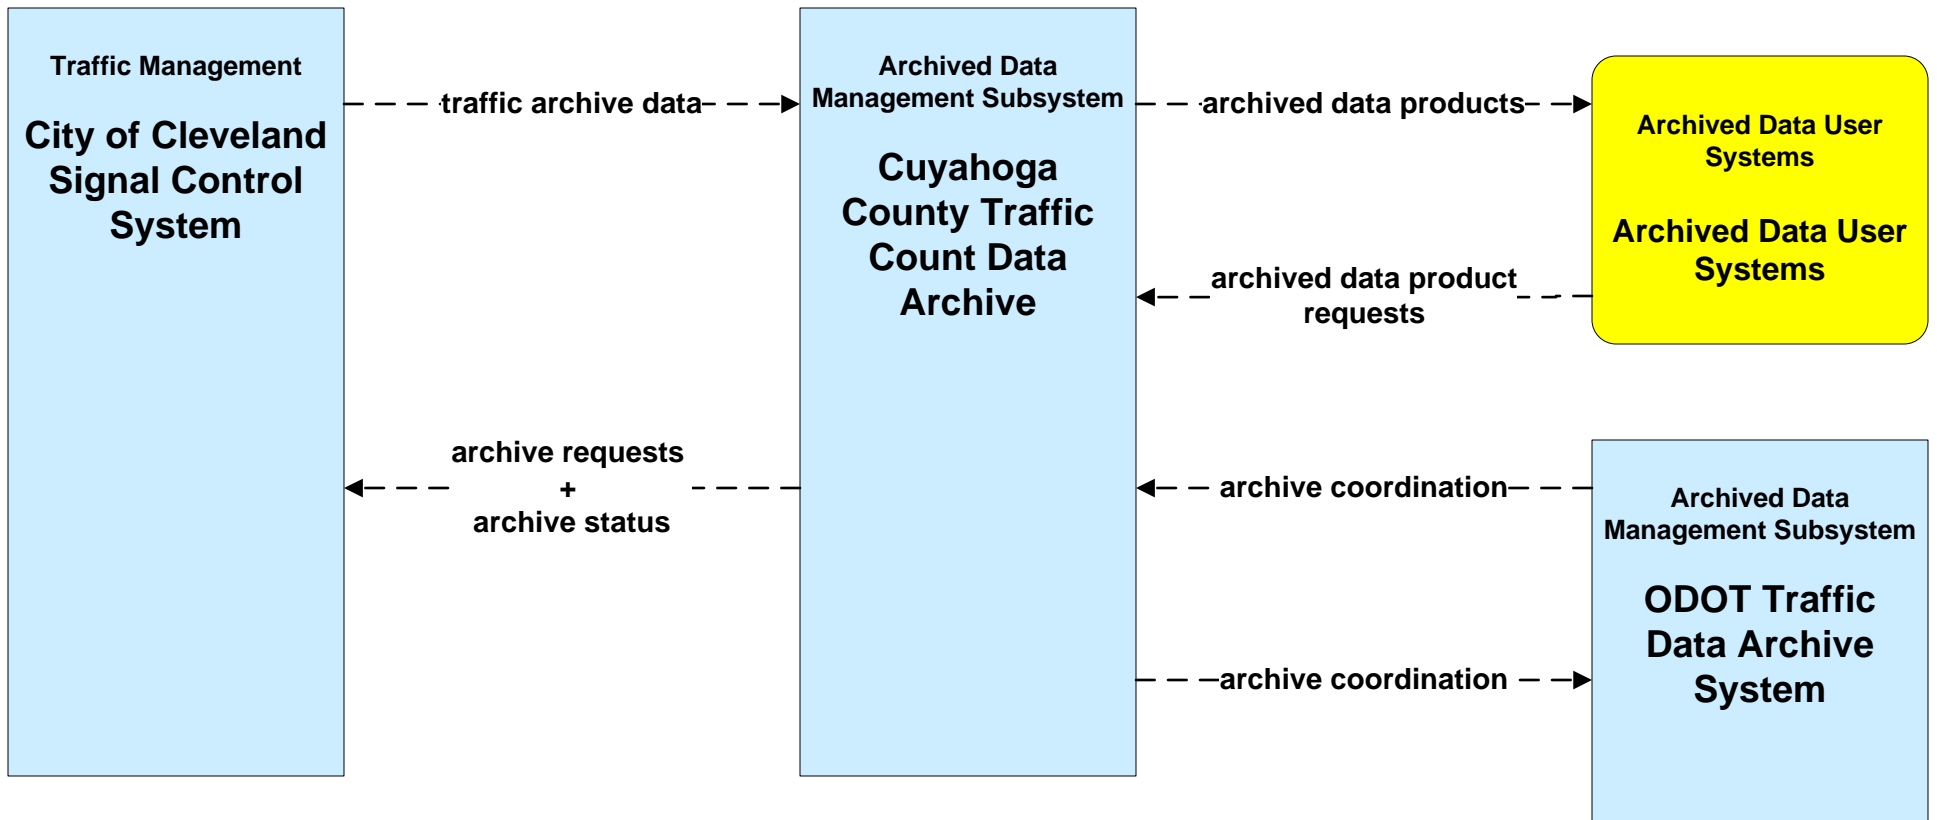 Traffic Management
City of Cleveland
Signal Control
System
traffic archive data
archive requests
+
archive status
Archived Data
Management Subsystem
Cuyahoga
County Traffic
Count Data
Archive
archived data products
archived data product
requests
archive coordination
archive coordination
Archived Data User
Systems
Archived Data User
Systems
Archived Data
Management Subsystem
ODOT Traffic
Data Archive
System